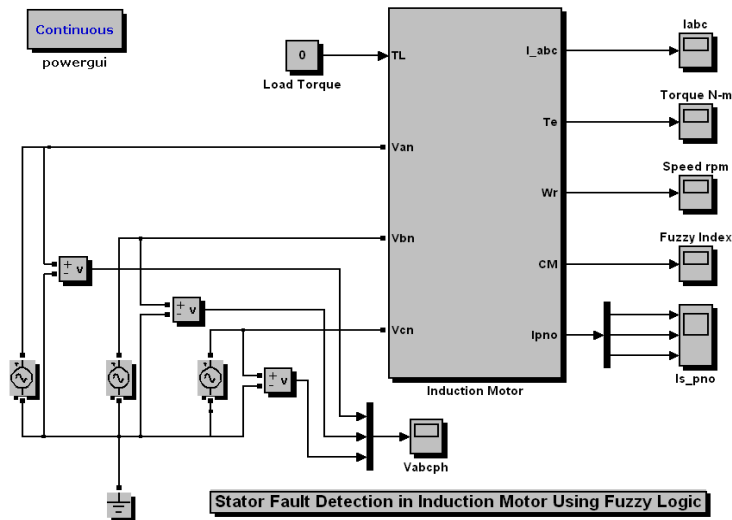 Continuous
powergui
0
Load Torque
TL
Van
Vbn
Vcn
I_abc
Te
Wr
CM
Ipno
Induction Motor
Iabc
Torque N-m
Speed rpm
Fuzzy Index
Is_pno
+
-
v
+
-
v
+
-
v
Vabcph
Stator Fault Detection in Induction Motor Using Fuzzy Logic